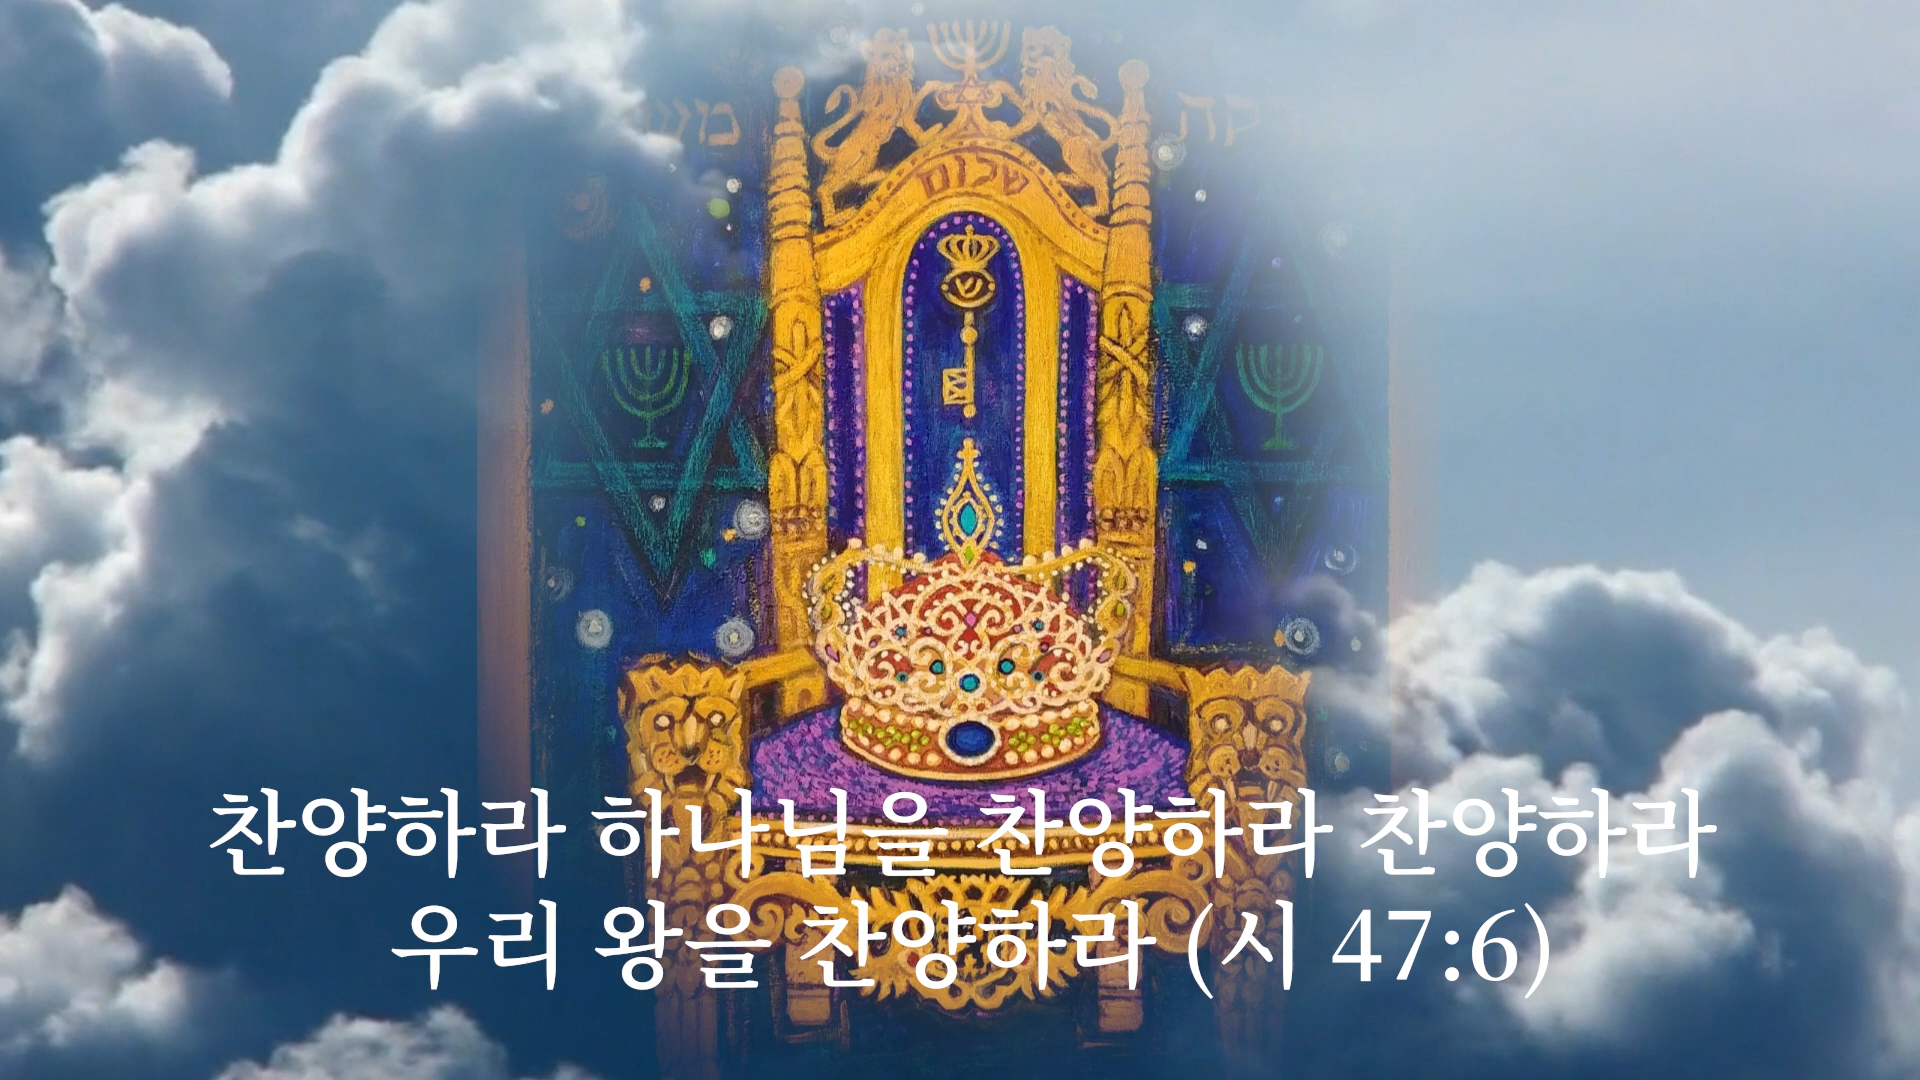 שלום
ש
찬양하라 하나님을 찬양하라 찬양하라
우리 왕을 찬양하라 (시 47:6)